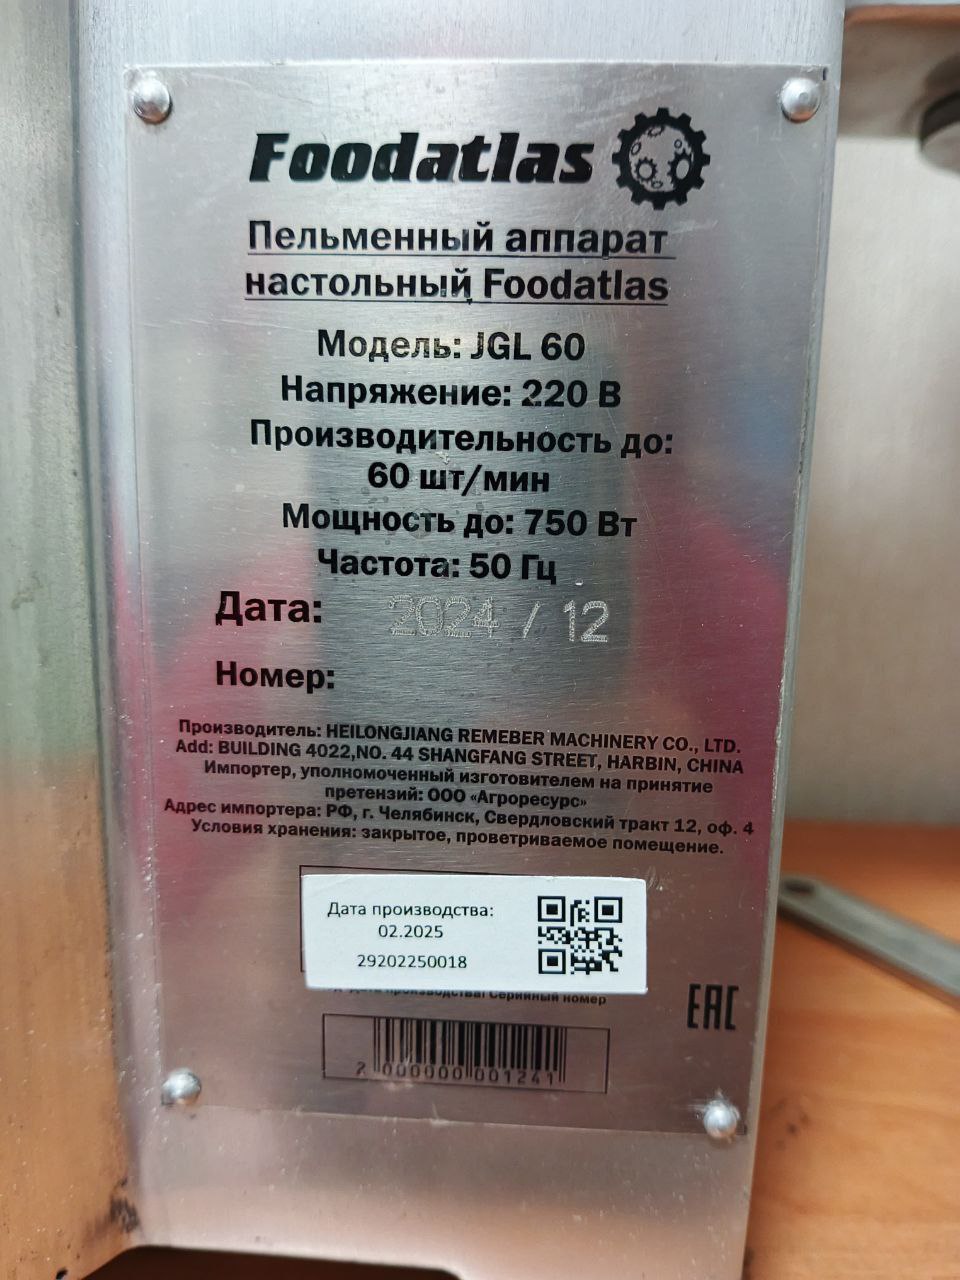 Foodatlas
Пельменный аппарат
настольный Foodatlas
Модель: JGL 60
Напряжение: 220 В
Производительность до:
60 шт/мин
Мощность до: 750 Вт
Частота: 50 Гц
Дата: 2024 / 12
Номер:
Производитель: HEILONGJIANG REMEBER MACHINERY CO., LTD.
Add: BUILDING 4022,NO. 44 SHANGFANG STREET, HARBIN, CHINA
Импортер, уполномоченный изготовителем на принятие
претензий: ООО «Агроресурс»
Адрес импортера: РФ, г. Челябинск, Свердловский тракт 12, оф. 4
Условия хранения: закрытое, проветриваемое помещение.
Дата производства:
02.2025
29202250018
Дата производства: Серийный номер
EAC
2 000000 001241